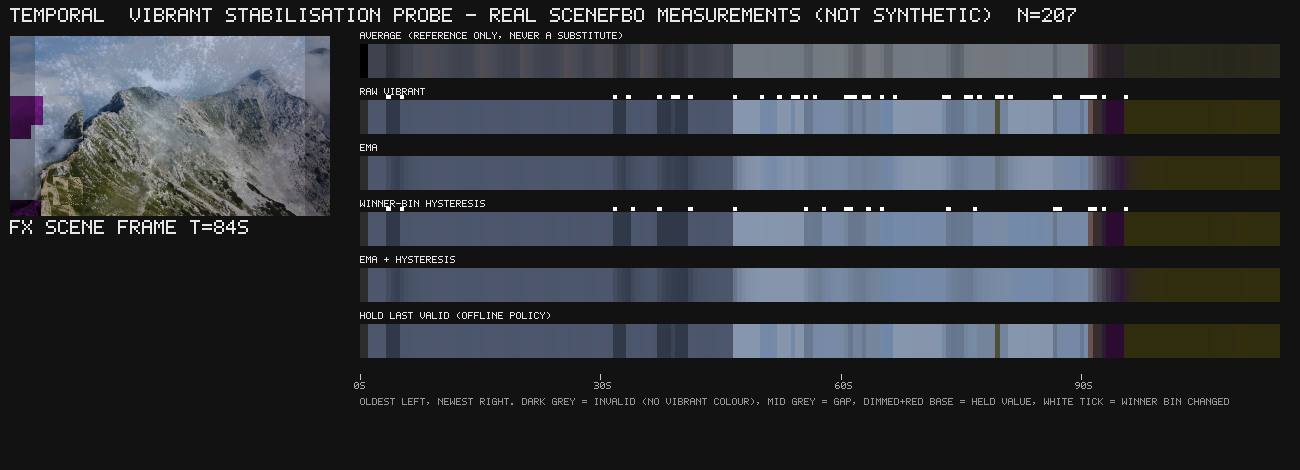 TEMPORAL  VIBRANT STABILISATION PROBE - REAL SCENEFBO MEASUREMENTS (NOT SYNTHETIC)  N=207
AVERAGE (REFERENCE ONLY, NEVER A SUBSTITUTE)
RAW VIBRANT
EMA
WINNER-BIN HYSTERESIS
FX SCENE FRAME T=84S
EMA + HYSTERESIS
HOLD LAST VALID (OFFLINE POLICY)
0S 30S 60S 90S
OLDEST LEFT, NEWEST RIGHT. DARK GREY = INVALID (NO VIBRANT COLOUR), MID GREY = GAP, DIMMED+RED BASE = HELD VALUE, WHITE TICK = WINNER BIN CHANGED